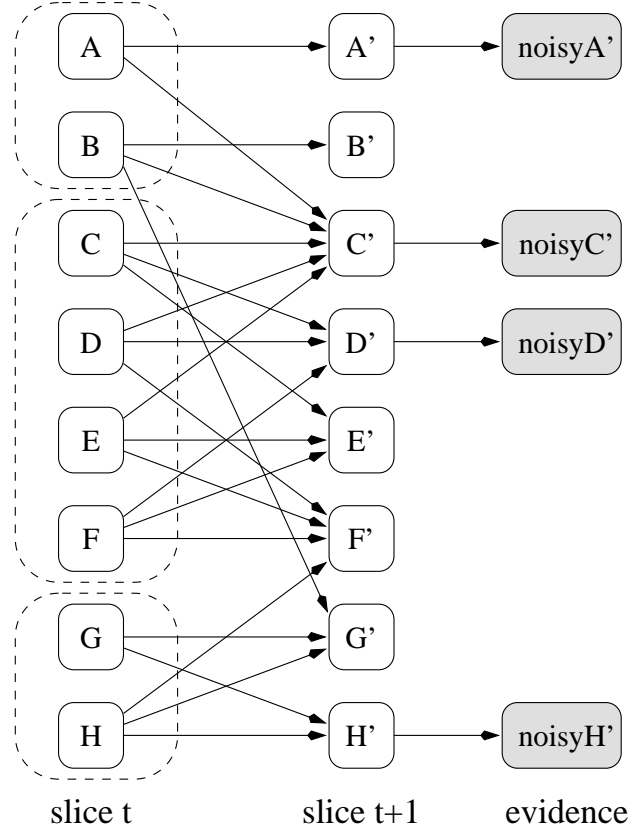 A A’ noisyA’
B B’
C C’ noisyC’
D D’ noisyD’
E E’
F F’
G G’
H H’ noisyH’
slice t slice t+1 evidence